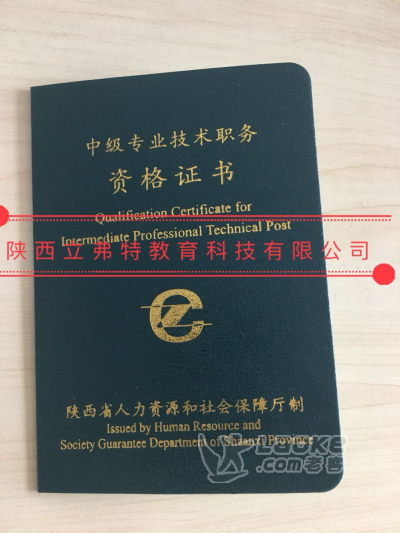 中级专业技术职务
资格证书
Qualification Certificate for
Intermediate Professional Technical Post
陕西立弗特教育科技有限公司
陕西省人力资源和社会保障厅制
Issued by Human Resource and
Society Guarantee Department of Shaanxi Province
LAOKE
.com老客